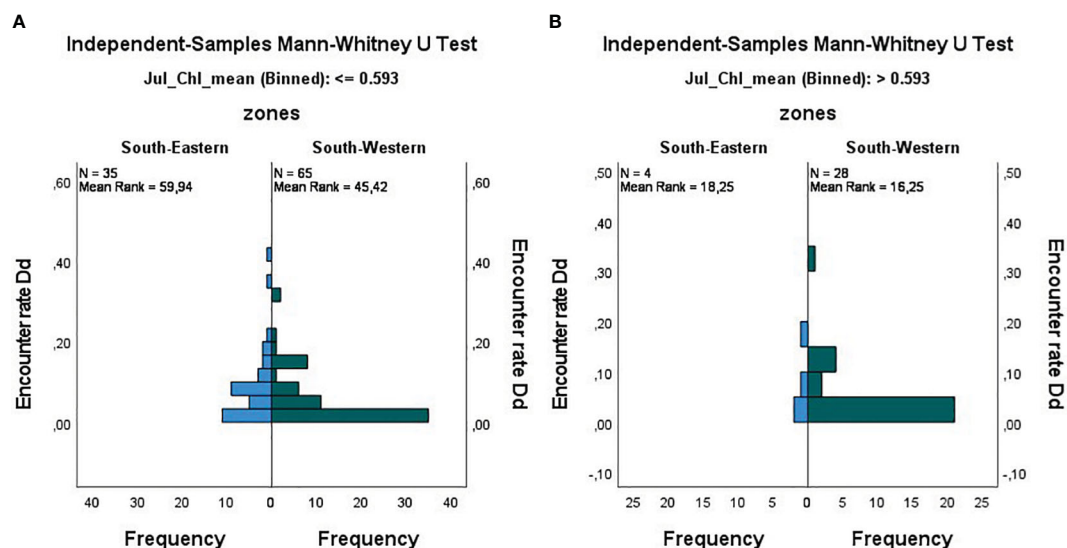 A
Independent-Samples Mann-Whitney U Test
Jul_Chl_mean (Binned): <= 0.593
zones
South-Eastern South-Western
N = 35 N = 65
Mean Rank = 59,94 Mean Rank = 45,42
,60 ,60
,40 ,40
,20 ,20
,00 ,00
Encounter rate Dd
Encounter rate Dd
40 30 20 10 0 10 20 30 40
Frequency Frequency
B
Independent-Samples Mann-Whitney U Test
Jul_Chl_mean (Binned): > 0.593
zones
South-Eastern South-Western
N = 4 N = 28
Mean Rank = 18,25 Mean Rank = 16,25
,50 ,50
,40 ,40
,30 ,30
,20 ,20
,10 ,10
,00 ,00
-,10 -,10
Encounter rate Dd
Encounter rate Dd
25 20 15 10 5 0 5 10 15 20 25
Frequency Frequency